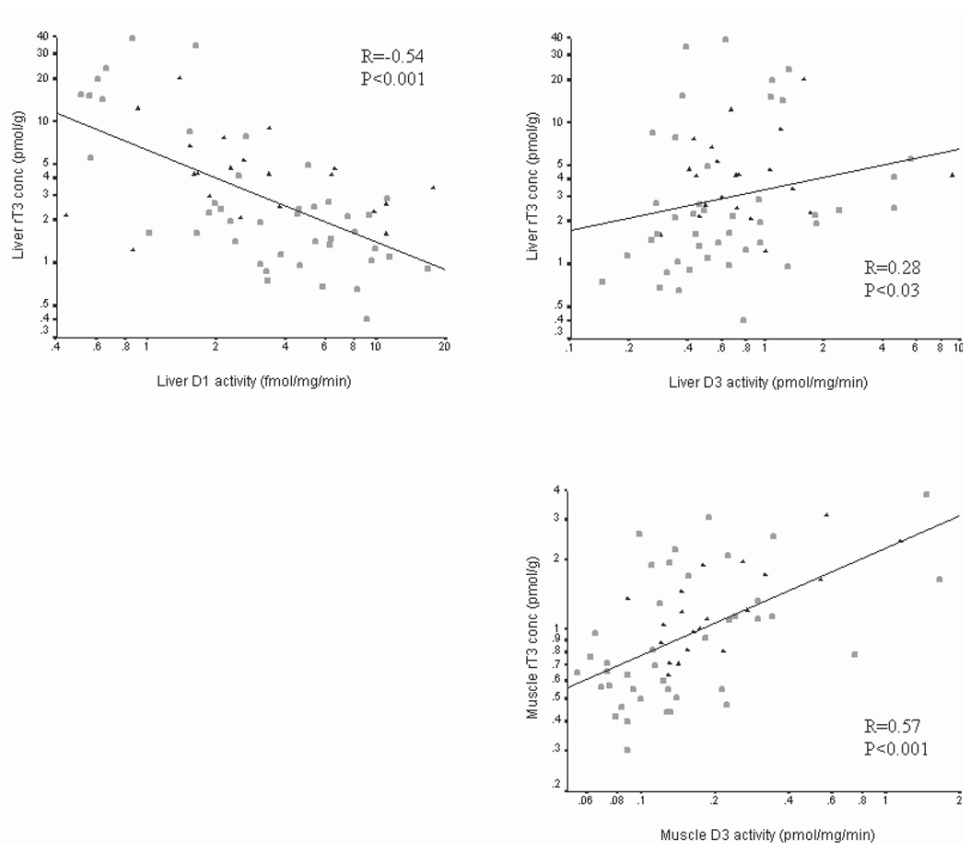 40
30
20
10
5
4
3
2
1
.5
.4
.3
Liver rT3 conc (pmol/g)
R=-0.54
P<0.001
.4 .6 .8 1 2 4 6 8 10 20
Liver D1 activity (fmol/mg/min)
40
30
20
10
5
4
3
2
1
.5
.4
.3
Liver rT3 conc (pmol/g)
R=0.28
P<0.03
.1 .2 .4 .6 .8 1 2 4 6 8 10
Liver D3 activity (pmol/mg/min)
4
3
2
1
.9
.8
.7
.6
.5
.4
.3
.2
Muscle rT3 conc (pmol/g)
R=0.57
P<0.001
.06 .08 .1 .2 .4 .6 .8 1 2
Muscle D3 activity (pmol/mg/min)